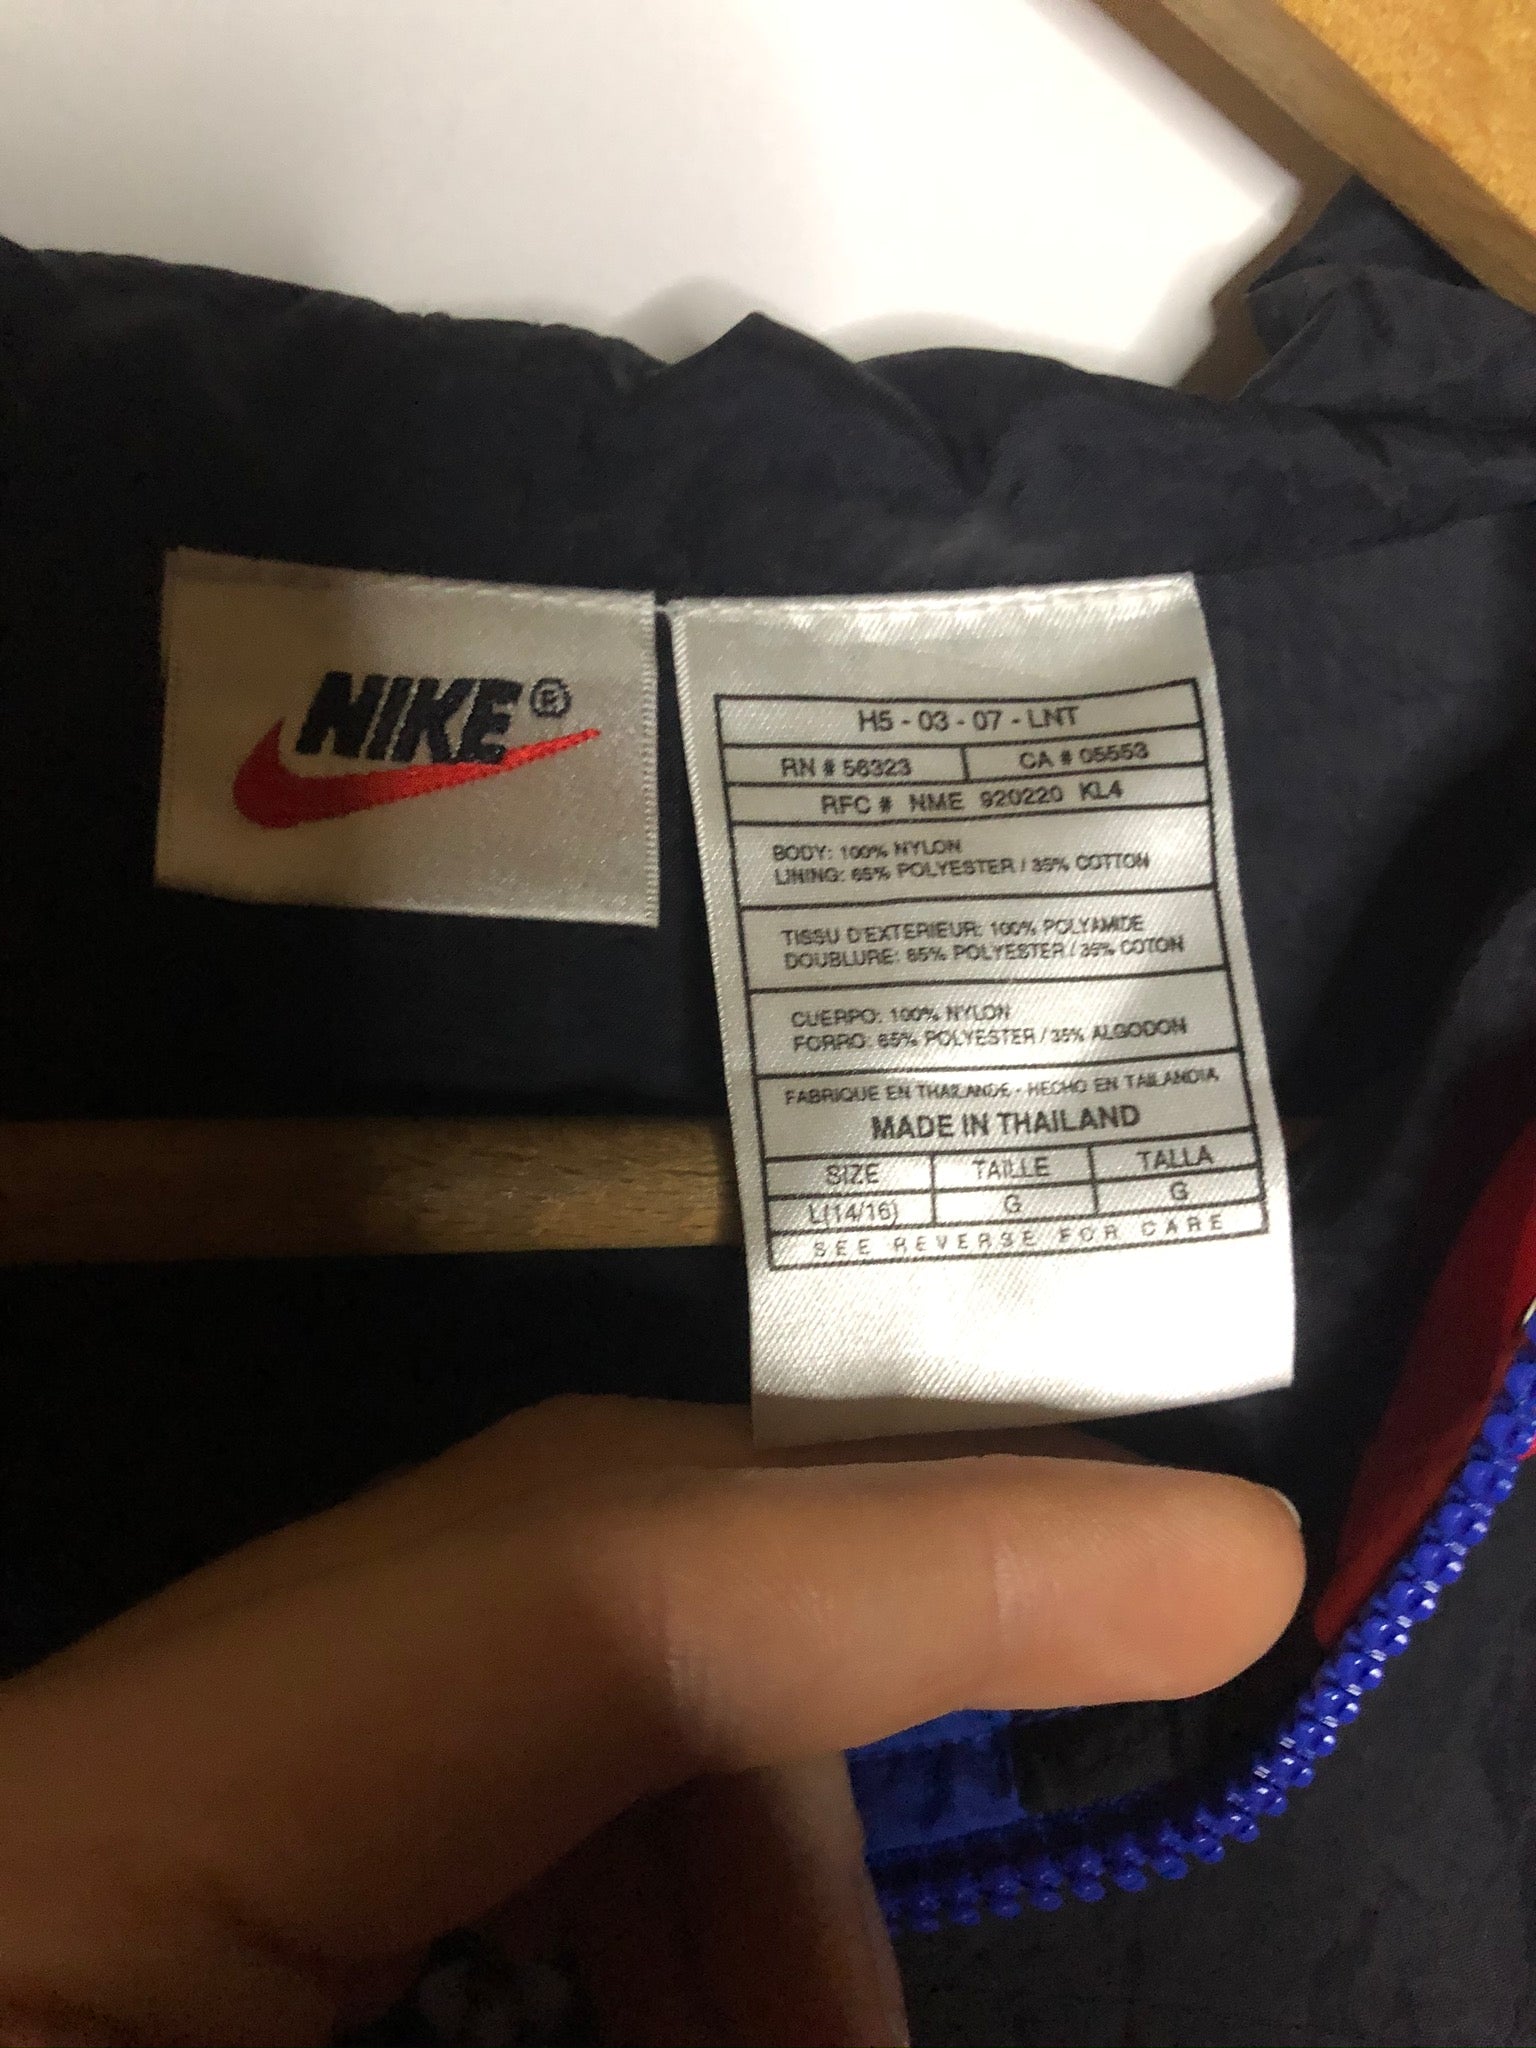 NIKE®
H5 - 03 - 07 - LNT
RN # 56323 CA # 05553
RFC # NME 920220 KL4
BODY: 100% NYLON
LINING: 65% POLYESTER / 35% COTTON
TISSU D'EXTERIEUR: 100% POLYAMIDE
DOUBLURE: 65% POLYESTER / 35% COTON
CUERPO: 100% NYLON
FORRO: 65% POLYESTER / 35% ALGODON
FABRIQUE EN THAILANDE - HECHO EN TAILANDIA
MADE IN THAILAND
SIZE TAILLE TALLA
L(14/16) G G
SEE REVERSE FOR CARE